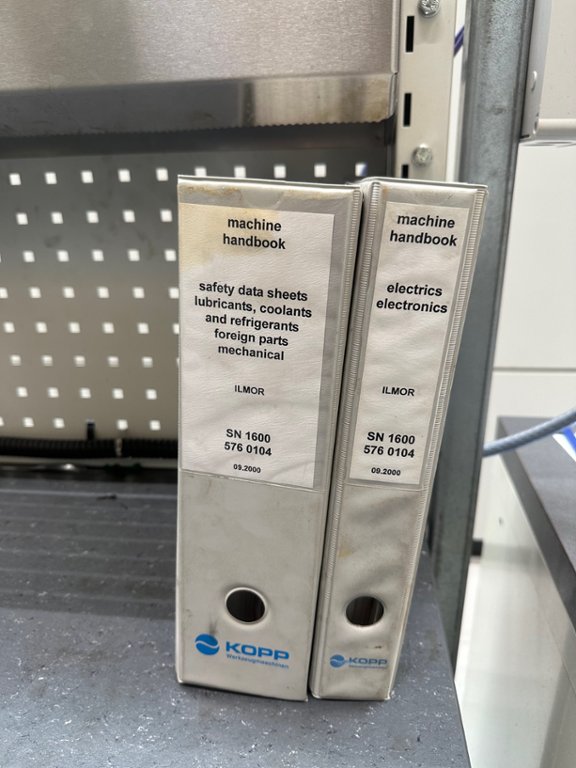 machine
handbook
safety data sheets
lubricants, coolants
and refrigerants
foreign parts
mechanical
ILMOR
SN 1600
576 0104
09.2000
KOPP
Werkzeugmaschinen
machine
handbook
electrics
electronics
ILMOR
SN 1600
576 0104
09.2000
KOPP
Werkzeugmaschinen